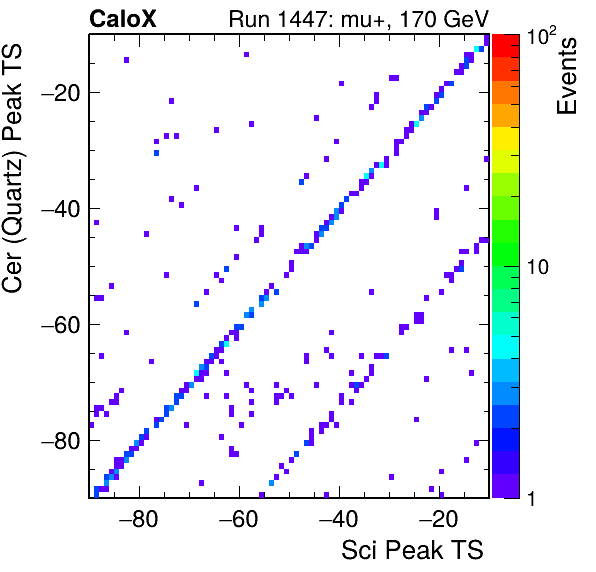 CaloX Run 1447: mu+, 170 GeV
Cer (Quartz) Peak TS
−20
−40
−60
−80
−80 −60 −40 −20
Sci Peak TS
10²
10
1
Events